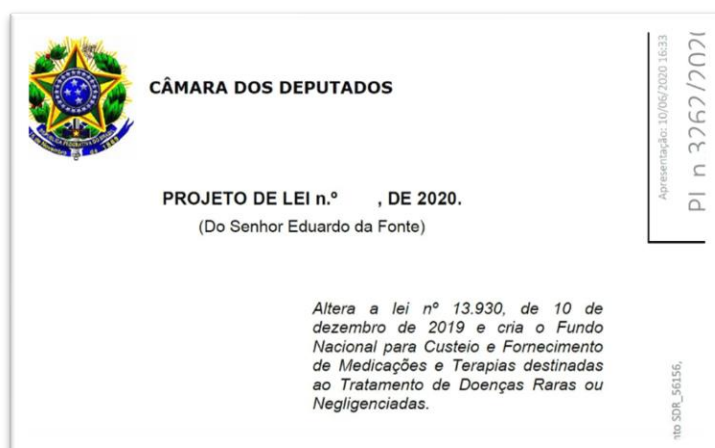 CÂMARA DOS DEPUTADOS
PROJETO DE LEI n.º , DE 2020.
(Do Senhor Eduardo da Fonte)
Altera a lei nº 13.930, de 10 de
dezembro de 2019 e cria o Fundo
Nacional para Custeio e Fornecimento
de Medicações e Terapias destinadas
ao Tratamento de Doenças Raras ou
Negligenciadas.
Apresentação: 10/06/2020 16:33
Pl n 3262/202
SDR_56156,